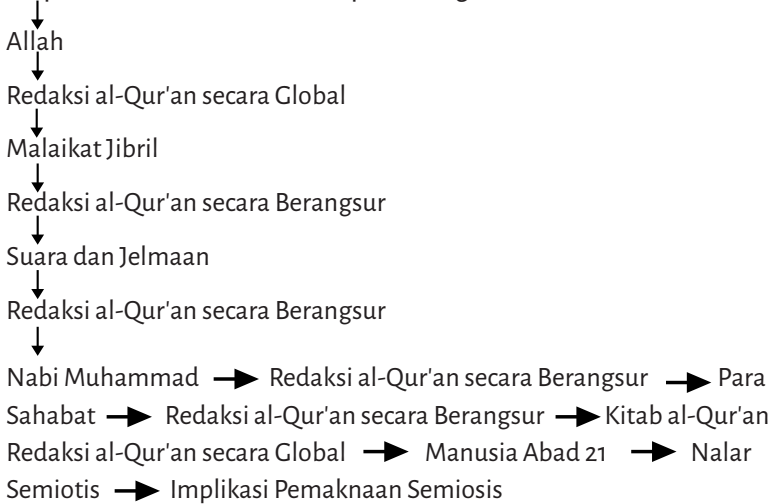 Allah
Redaksi al-Qur'an secara Global
Malaikat Jibril
Redaksi al-Qur'an secara Berangsur
Suara dan Jelmaan
Redaksi al-Qur'an secara Berangsur
Nabi Muhammad → Redaksi al-Qur'an secara Berangsur → Para
Sahabat → Redaksi al-Qur'an secara Berangsur → Kitab al-Qur'an
Redaksi al-Qur'an secara Global → Manusia Abad 21 → Nalar
Semiotis → Implikasi Pemaknaan Semiosis